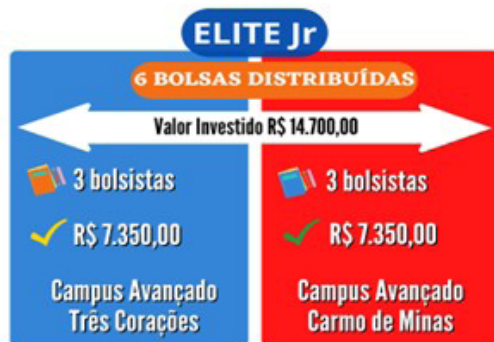 ELITE Jr
6 BOLSAS DISTRIBUÍDAS
Valor Investido R$ 14.700,00
3 bolsistas
R$ 7.350,00
Campus Avançado
Três Corações
3 bolsistas
R$ 7.350,00
Campus Avançado
Carmo de Minas